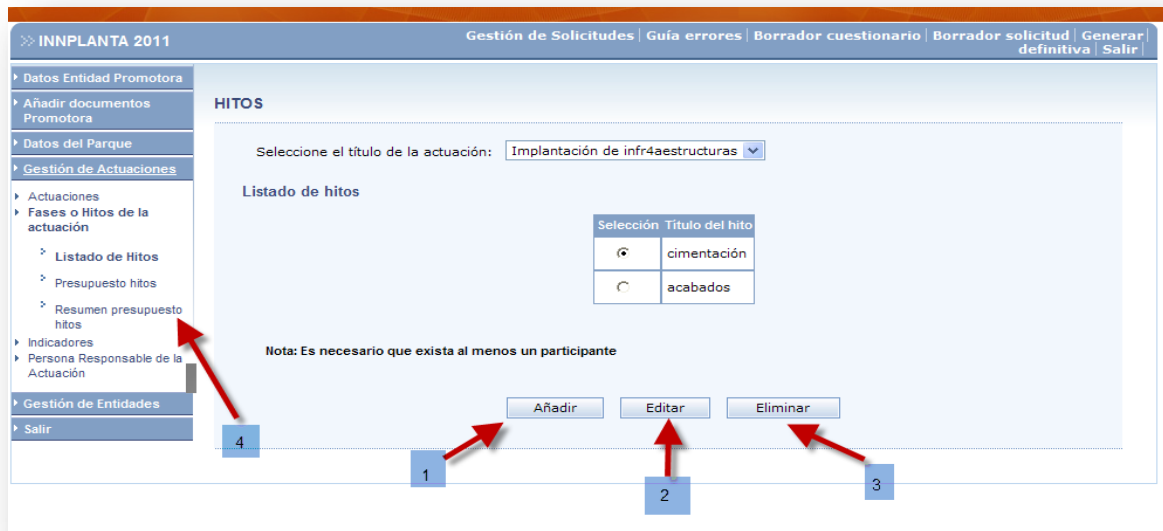 INNPLANTA 2011
Gestión de Solicitudes | Guía errores | Borrador cuestionario | Borrador solicitud | Generar |
definitiva | Salir |
Datos Entidad Promotora
Añadir documentos
Promotora
Datos del Parque
Gestión de Actuaciones
Actuaciones
Fases o Hitos de la
actuación
Listado de Hitos
Presupuesto hitos
Resumen presupuesto
hitos
Indicadores
Persona Responsable de la
Actuación
Gestión de Entidades
Salir
HITOS
Seleccione el título de la actuación: Implantación de infr4aestructuras
Listado de hitos
Selección Título del hito
cimentación
acabados
Nota: Es necesario que exista al menos un participante
Añadir Editar Eliminar
4
1
2
3